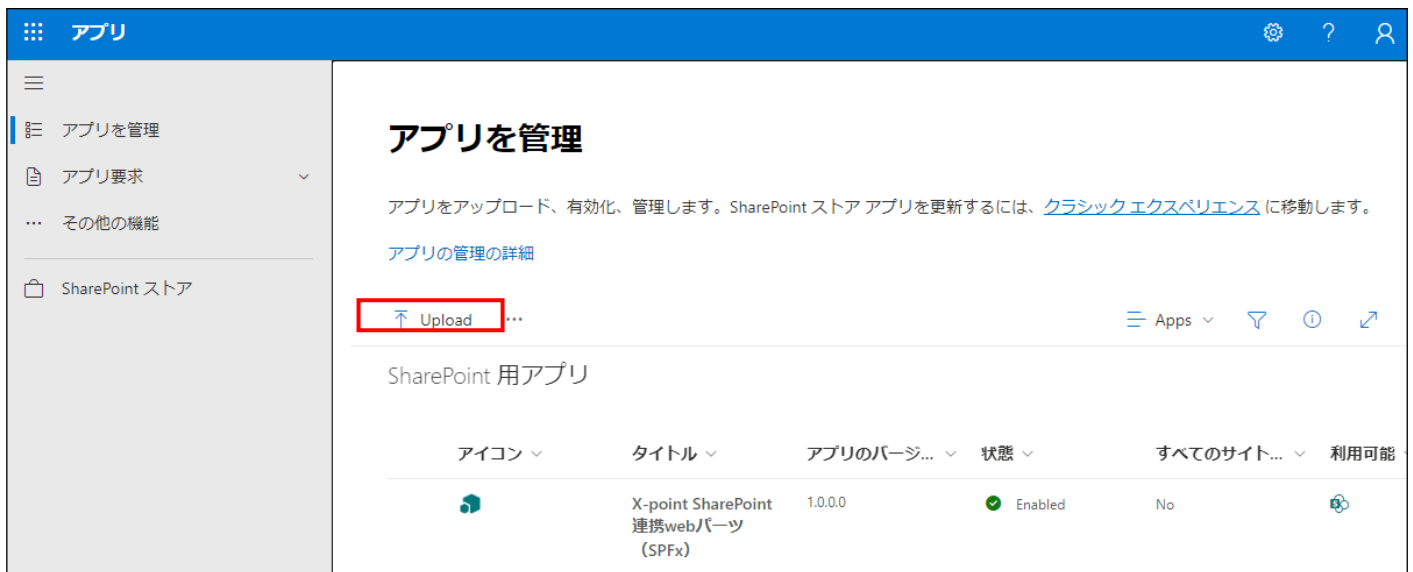 アプリ
アプリを管理
アプリ要求
その他の機能
SharePoint ストア
アプリを管理
アプリをアップロード、有効化、管理します。SharePoint ストア アプリを更新するには、クラシック エクスペリエンス に移動します。
アプリの管理の詳細
Upload ···
Apps
SharePoint 用アプリ
アイコン タイトル アプリのバージ... 状態 すべてのサイト... 利用可能
X-point SharePoint 1.0.0.0 Enabled No
連携webパーツ
（SPFx）